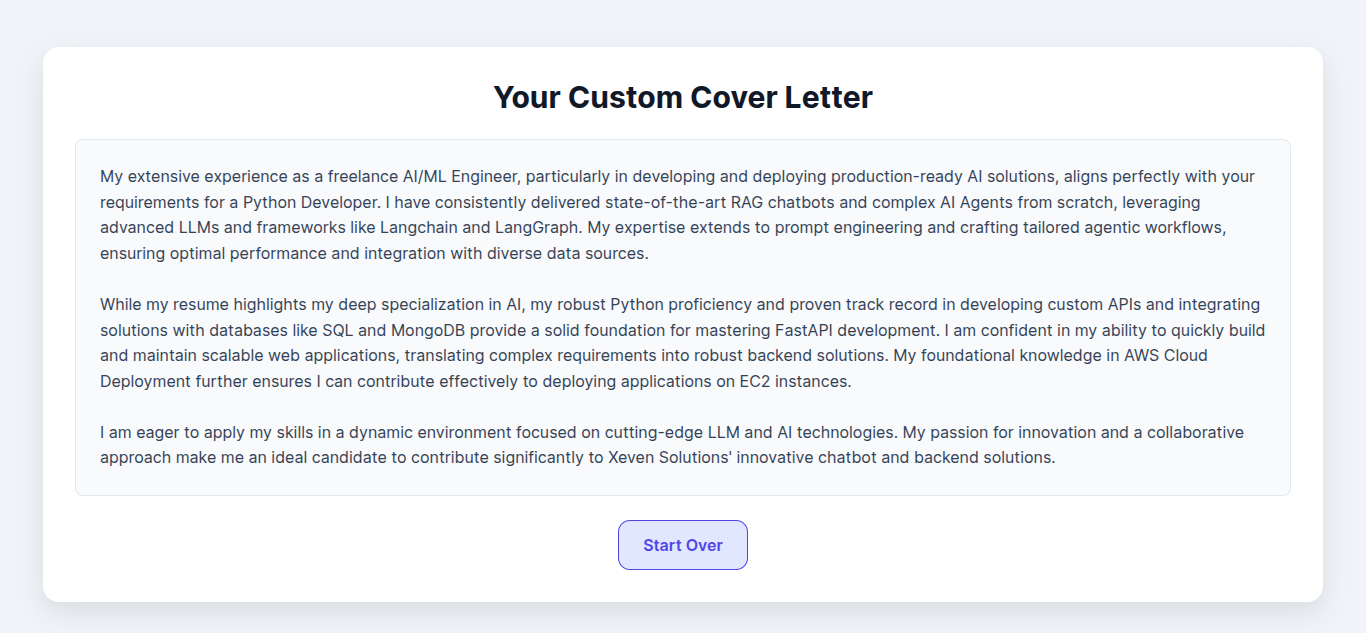 Your Custom Cover Letter
My extensive experience as a freelance AI/ML Engineer, particularly in developing and deploying production-ready AI solutions, aligns perfectly with your
requirements for a Python Developer. I have consistently delivered state-of-the-art RAG chatbots and complex AI Agents from scratch, leveraging
advanced LLMs and frameworks like Langchain and LangGraph. My expertise extends to prompt engineering and crafting tailored agentic workflows,
ensuring optimal performance and integration with diverse data sources.
While my resume highlights my deep specialization in AI, my robust Python proficiency and proven track record in developing custom APIs and integrating
solutions with databases like SQL and MongoDB provide a solid foundation for mastering FastAPI development. I am confident in my ability to quickly build
and maintain scalable web applications, translating complex requirements into robust backend solutions. My foundational knowledge in AWS Cloud
Deployment further ensures I can contribute effectively to deploying applications on EC2 instances.
I am eager to apply my skills in a dynamic environment focused on cutting-edge LLM and AI technologies. My passion for innovation and a collaborative
approach make me an ideal candidate to contribute significantly to Xeven Solutions' innovative chatbot and backend solutions.
Start Over